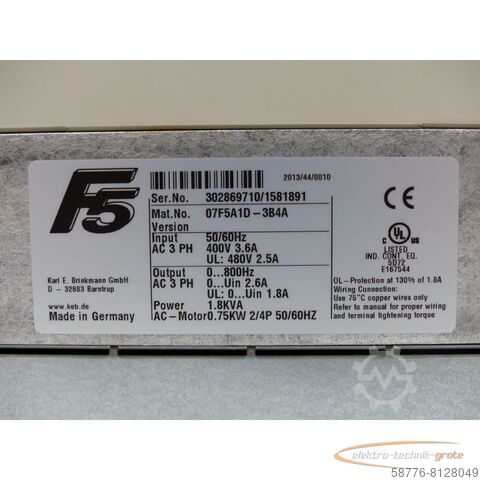 F5
2013/44/0010
Ser.No. 302869710/1581891
Mat.No. 07F5A1D-3B4A
Version
Input 50/60Hz
AC 3 PH 400V 3.6A
UL: 480V 2.5A
Output 0...800Hz
AC 3 PH 0...Uin 2.6A
UL: 0...Uin 1.8A
Power 1.8KVA
AC-Motor0.75KW 2/4P 50/60HZ
Karl E. Brinkmann GmbH
D - 32683 Barntrup
www.keb.de
Made in Germany
CE
C UL US
LISTED
IND. CONT. EQ.
5D72
E167544
OL-Protection at 130% of 1.8A
Wiring Connection:
Use 75°C copper wires only
Refer to manual for proper wiring
and terminal tightening torque
elektro-technik-grote
58776-8128049